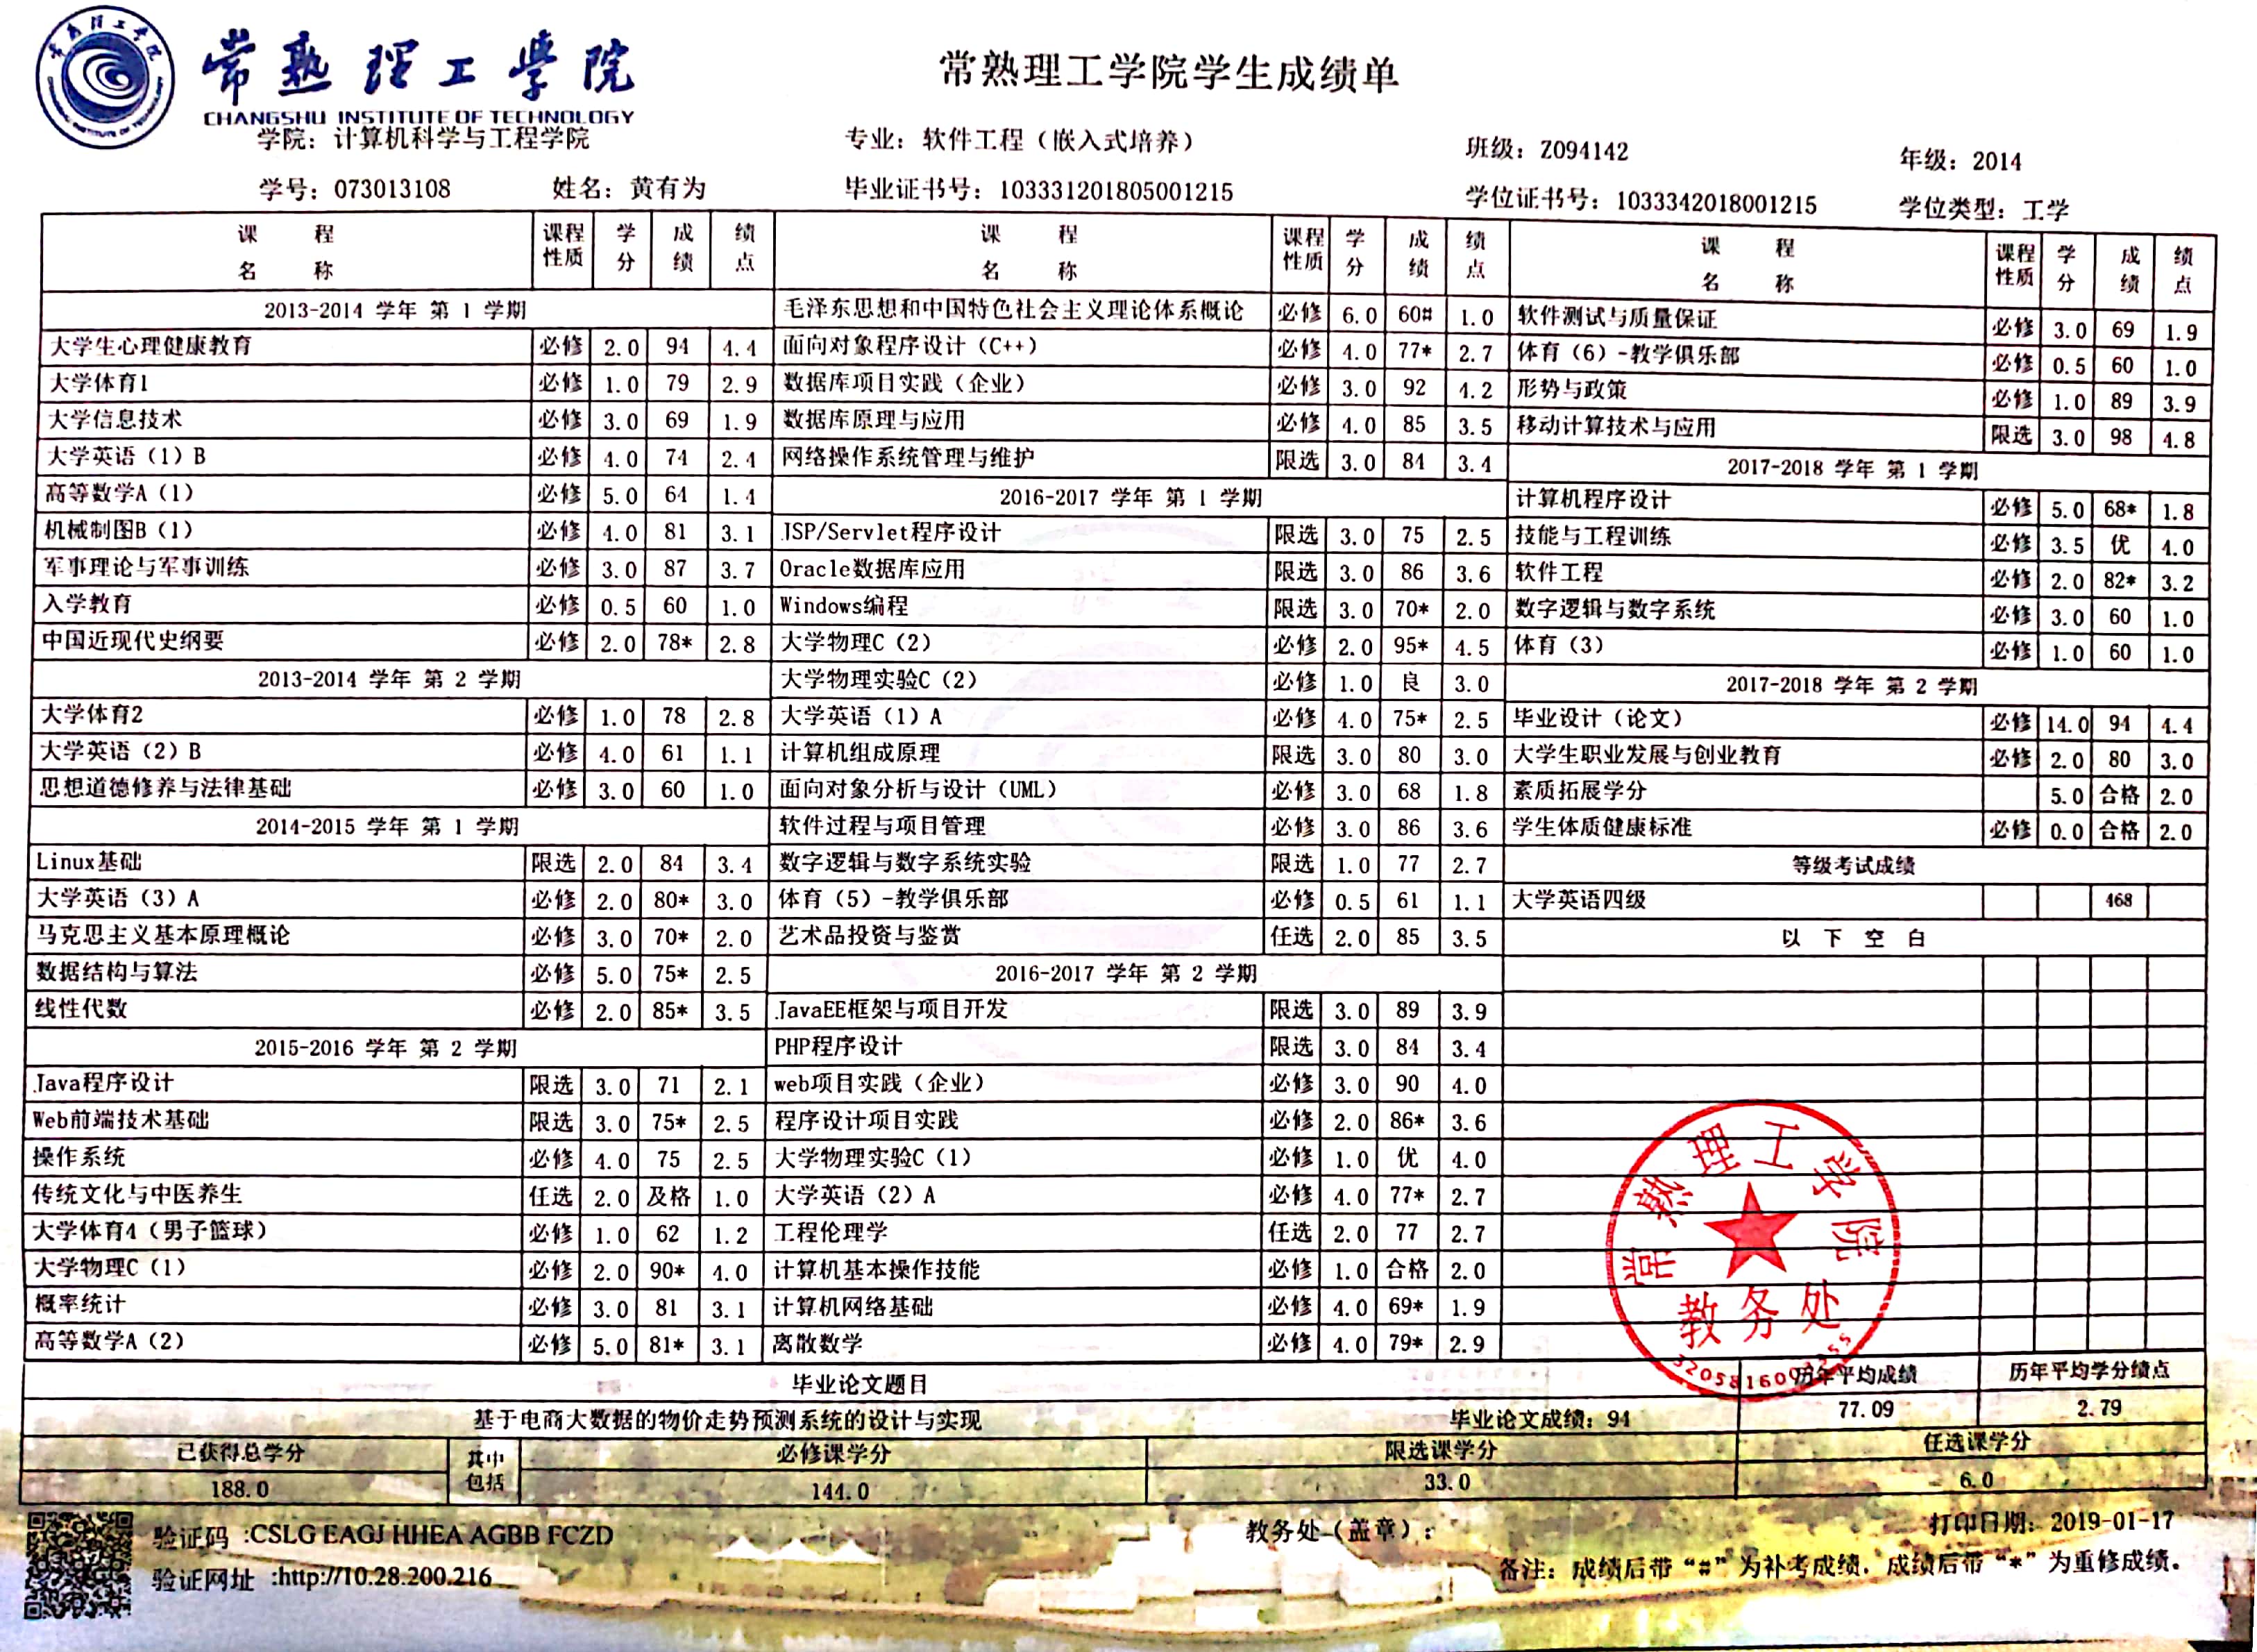 常熟理工学院
CHANGSHU INSTITUTE OF TECHNOLOGY
常熟理工学院学生成绩单
学院：计算机科学与工程学院 专业：软件工程（嵌入式培养） 班级：Z094142 年级：2014
学号：073013108 姓名：黄有为 毕业证书号：103331201805001215 学位证书号：1033342018001215 学位类型：工学
课程名称 课程性质 学分 成绩 绩点
2013-2014 学年 第 1 学期
大学生心理健康教育 必修 2.0 94 4.4
大学体育1 必修 1.0 79 2.9
大学信息技术 必修 3.0 69 1.9
大学英语（1）B 必修 4.0 74 2.4
高等数学A（1） 必修 5.0 64 1.4
机械制图B（1） 必修 4.0 81 3.1
军事理论与军事训练 必修 3.0 87 3.7
入学教育 必修 0.5 60 1.0
中国近现代史纲要 必修 2.0 78* 2.8
2013-2014 学年 第 2 学期
大学体育2 必修 1.0 78 2.8
大学英语（2）B 必修 4.0 61 1.1
思想道德修养与法律基础 必修 3.0 60 1.0
2014-2015 学年 第 1 学期
Linux基础 限选 2.0 84 3.4
大学英语（3）A 必修 2.0 80* 3.0
马克思主义基本原理概论 必修 3.0 70* 2.0
数据结构与算法 必修 5.0 75* 2.5
线性代数 必修 2.0 85* 3.5
2015-2016 学年 第 2 学期
Java程序设计 限选 3.0 71 2.1
Web前端技术基础 限选 3.0 75* 2.5
操作系统 必修 4.0 75 2.5
传统文化与中医养生 任选 2.0 及格 1.0
大学体育4（男子篮球） 必修 1.0 62 1.2
大学物理C（1） 必修 2.0 90* 4.0
概率统计 必修 3.0 81 3.1
高等数学A（2） 必修 5.0 81* 3.1
课程名称 课程性质 学分 成绩 绩点
毛泽东思想和中国特色社会主义理论体系概论 必修 6.0 60# 1.0
面向对象程序设计（C++） 必修 4.0 77* 2.7
数据库项目实践（企业） 必修 3.0 92 4.2
数据库原理与应用 必修 4.0 85 3.5
网络操作系统管理与维护 限选 3.0 84 3.4
2016-2017 学年 第 1 学期
JSP/Servlet程序设计 限选 3.0 75 2.5
Oracle数据库应用 限选 3.0 86 3.6
Windows编程 限选 3.0 70* 2.0
大学物理C（2） 必修 2.0 95* 4.5
大学物理实验C（2） 必修 1.0 良 3.0
大学英语（1）A 必修 4.0 75* 2.5
计算机组成原理 限选 3.0 80 3.0
面向对象分析与设计（UML） 必修 3.0 68 1.8
软件过程与项目管理 必修 3.0 86 3.6
数字逻辑与数字系统实验 限选 1.0 77 2.7
体育（5）-教学俱乐部 必修 0.5 61 1.1
艺术品投资与鉴赏 任选 2.0 85 3.5
2016-2017 学年 第 2 学期
JavaEE框架与项目开发 限选 3.0 89 3.9
PHP程序设计 限选 3.0 84 3.4
web项目实践（企业） 必修 3.0 90 4.0
程序设计项目实践 必修 2.0 86* 3.6
大学物理实验C（1） 必修 1.0 优 4.0
大学英语（2）A 必修 4.0 77* 2.7
工程伦理学 任选 2.0 77 2.7
计算机基本操作技能 必修 1.0 合格 2.0
计算机网络基础 必修 4.0 69* 1.9
离散数学 必修 4.0 79* 2.9
课程名称 课程性质 学分 成绩 绩点
软件测试与质量保证 必修 3.0 69 1.9
体育（6）-教学俱乐部 必修 0.5 60 1.0
形势与政策 必修 1.0 89 3.9
移动计算技术与应用 限选 3.0 98 4.8
2017-2018 学年 第 1 学期
计算机程序设计 必修 5.0 68* 1.8
技能与工程训练 必修 3.5 优 4.0
软件工程 必修 2.0 82* 3.2
数字逻辑与数字系统 必修 3.0 60 1.0
体育（3） 必修 1.0 60 1.0
2017-2018 学年 第 2 学期
毕业设计（论文） 必修 14.0 94 4.4
大学生职业发展与创业教育 必修 2.0 80 3.0
素质拓展学分 5.0 合格 2.0
学生体质健康标准 必修 0.0 合格 2.0
等级考试成绩
大学英语四级 468
以下空白
常熟理工学院
教务处
毕业论文题目 历年平均成绩 历年平均学分绩点
基于电商大数据的物价走势预测系统的设计与实现 毕业论文成绩：94 77.09 2.79
已获得总学分 其中包括 必修课学分 限选课学分 任选课学分
188.0 144.0 33.0 6.0
验证码 :CSLG EAGJ HHEA AGBB FCZD 教务处（盖章）： 打印日期：2019-01-17
验证网址 :http://10.28.200.216 备注：成绩后带“#”为补考成绩，成绩后带“*”为重修成绩。